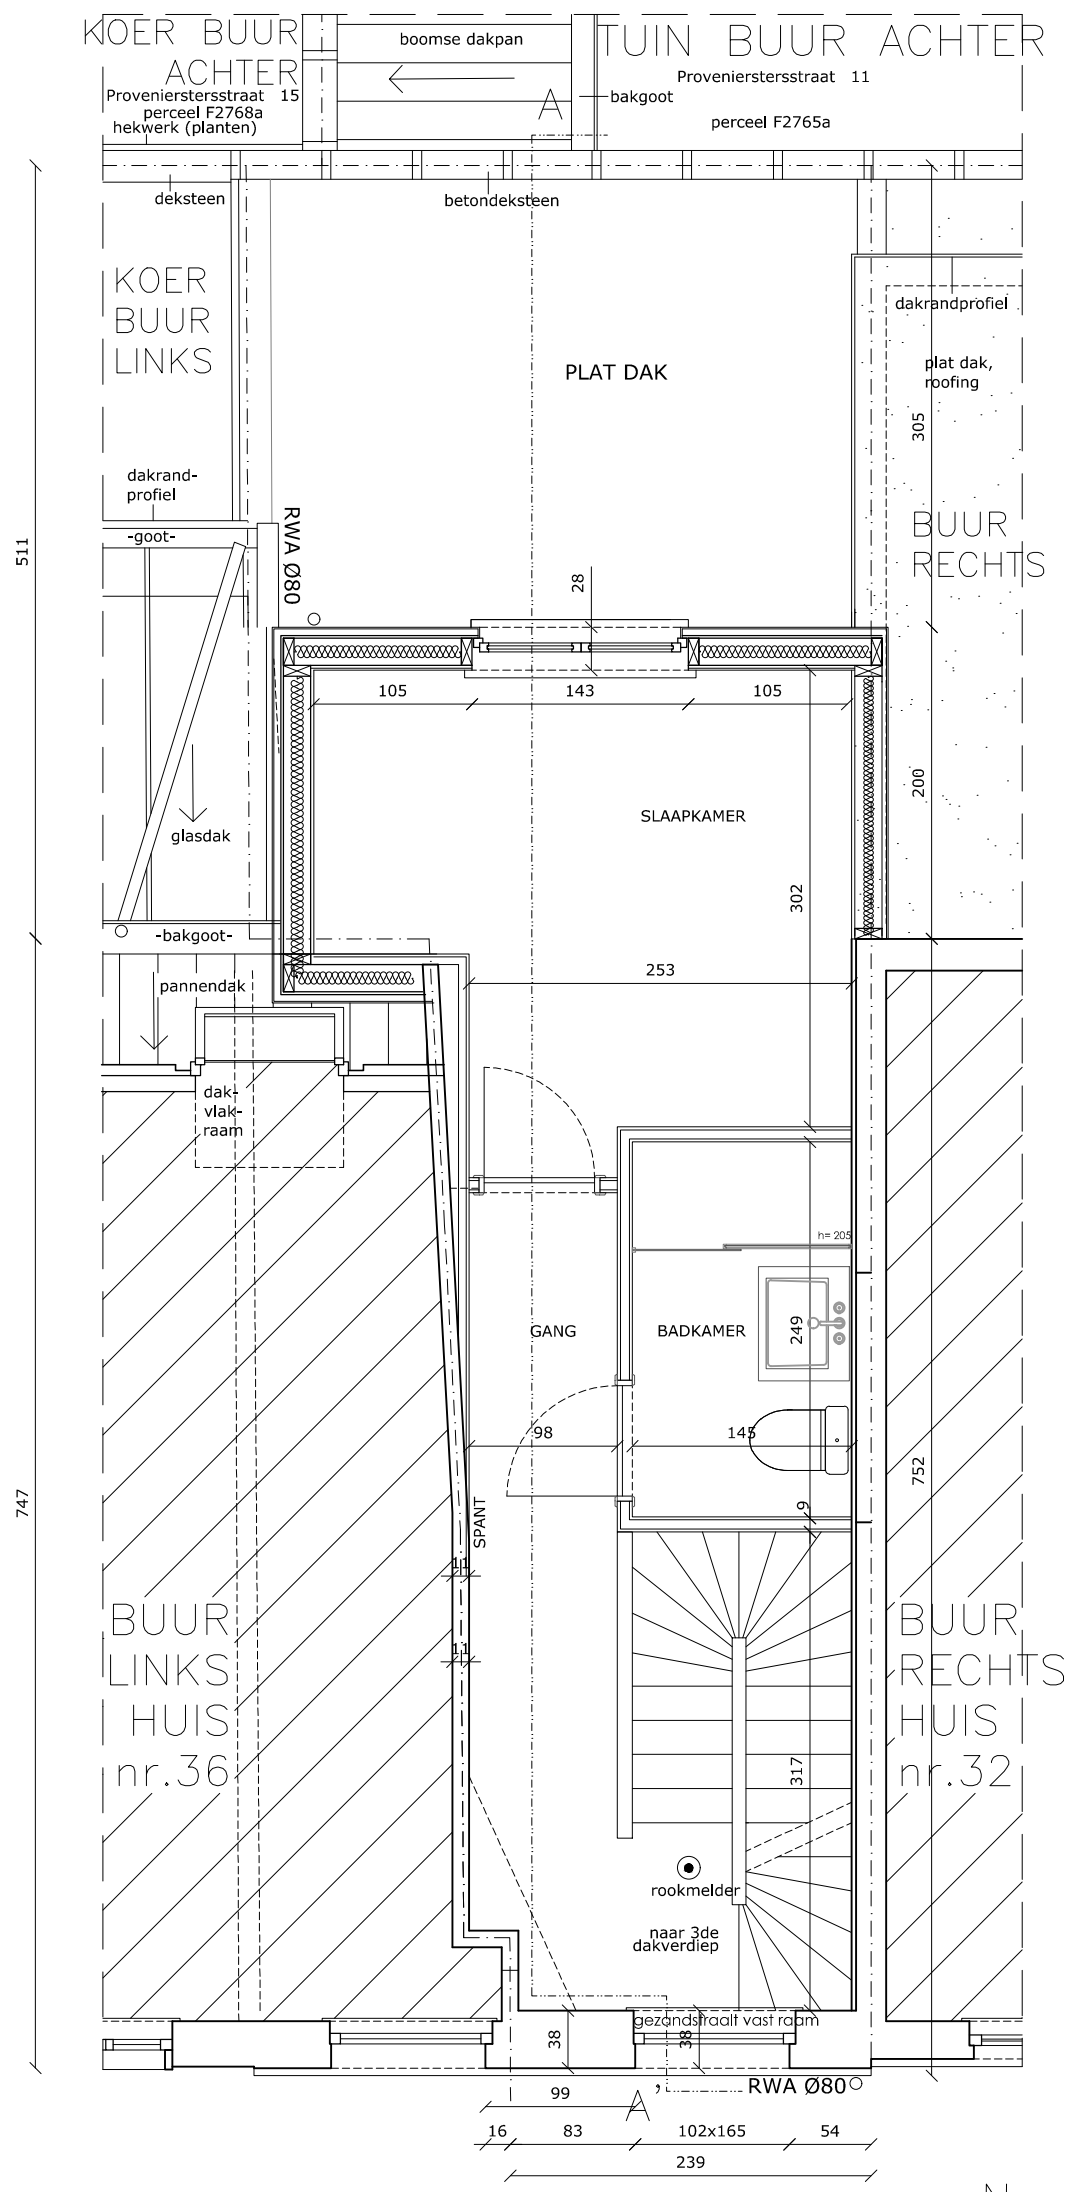 KOER BUUR
ACHTER
Provenierstersstraat 15
perceel F2768a
hekwerk (planten)
boomse dakpan
TUIN BUUR ACHTER
Provenierstersstraat 11
A
bakgoot
perceel F2765a
deksteen
betondeksteen
KOER
BUUR
LINKS
dakrandprofiel
PLAT DAK
plat dak,
roofing
305
dakrand-
profiel
-goot-
RWA Ø80
BUUR
RECHTS
511
28
105
143
105
200
SLAAPKAMER
glasdak
302
-bakgoot-
253
pannendak
dak-
vlak-
raam
h= 205
GANG
BADKAMER
249
98
145
752
747
SPANT
9
11
11
BUUR
LINKS
HUIS
nr.36
BUUR
RECHTS
HUIS
nr.32
317
rookmelder
naar 3de
dakverdiep
gezandstraalt vast raam
38
38
RWA Ø80
99
A'
16
83
102x165
54
239
N